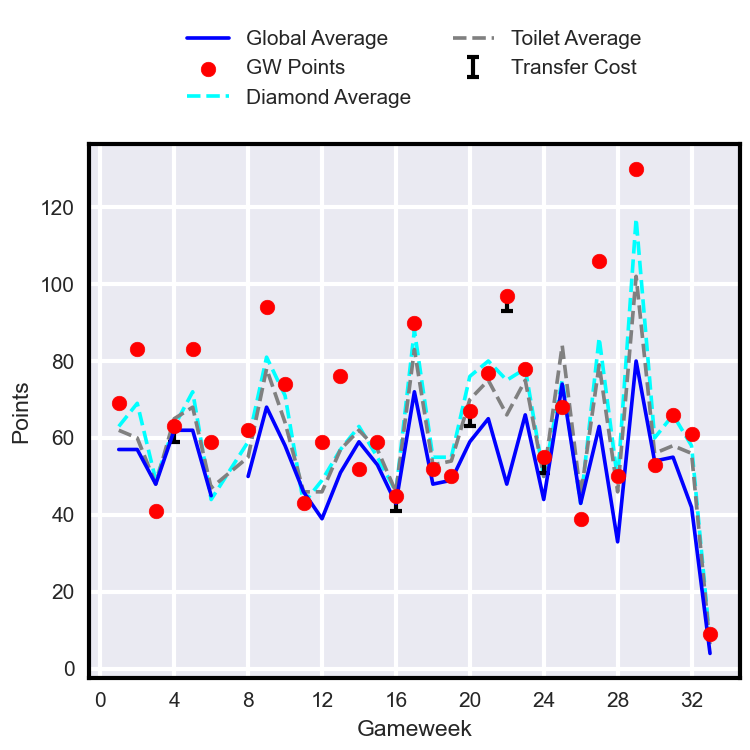 Global Average
GW Points
Diamond Average
Toilet Average
Transfer Cost
Points
120
100
80
60
40
20
0
0 4 8 12 16 20 24 28 32
Gameweek